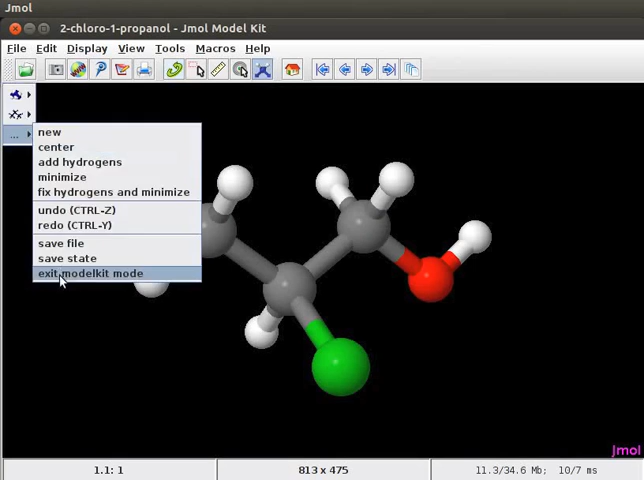 Jmol
2-chloro-1-propanol - Jmol Model Kit
File Edit Display View Tools Macros Help
...
new
center
add hydrogens
minimize
fix hydrogens and minimize
undo (CTRL-Z)
redo (CTRL-Y)
save file
save state
exit modelkit mode
Jmol
1.1: 1 813 x 475 11.3/34.6 Mb; 10/7 ms